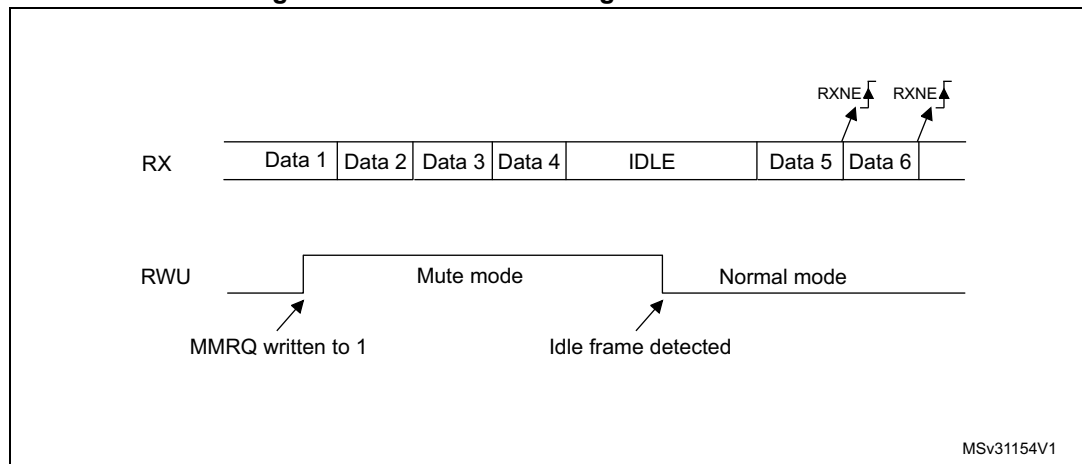 RXNE RXNE
RX Data 1 Data 2 Data 3 Data 4 IDLE Data 5 Data 6
RWU Mute mode Normal mode
MMRQ written to 1 Idle frame detected
MSv31154V1